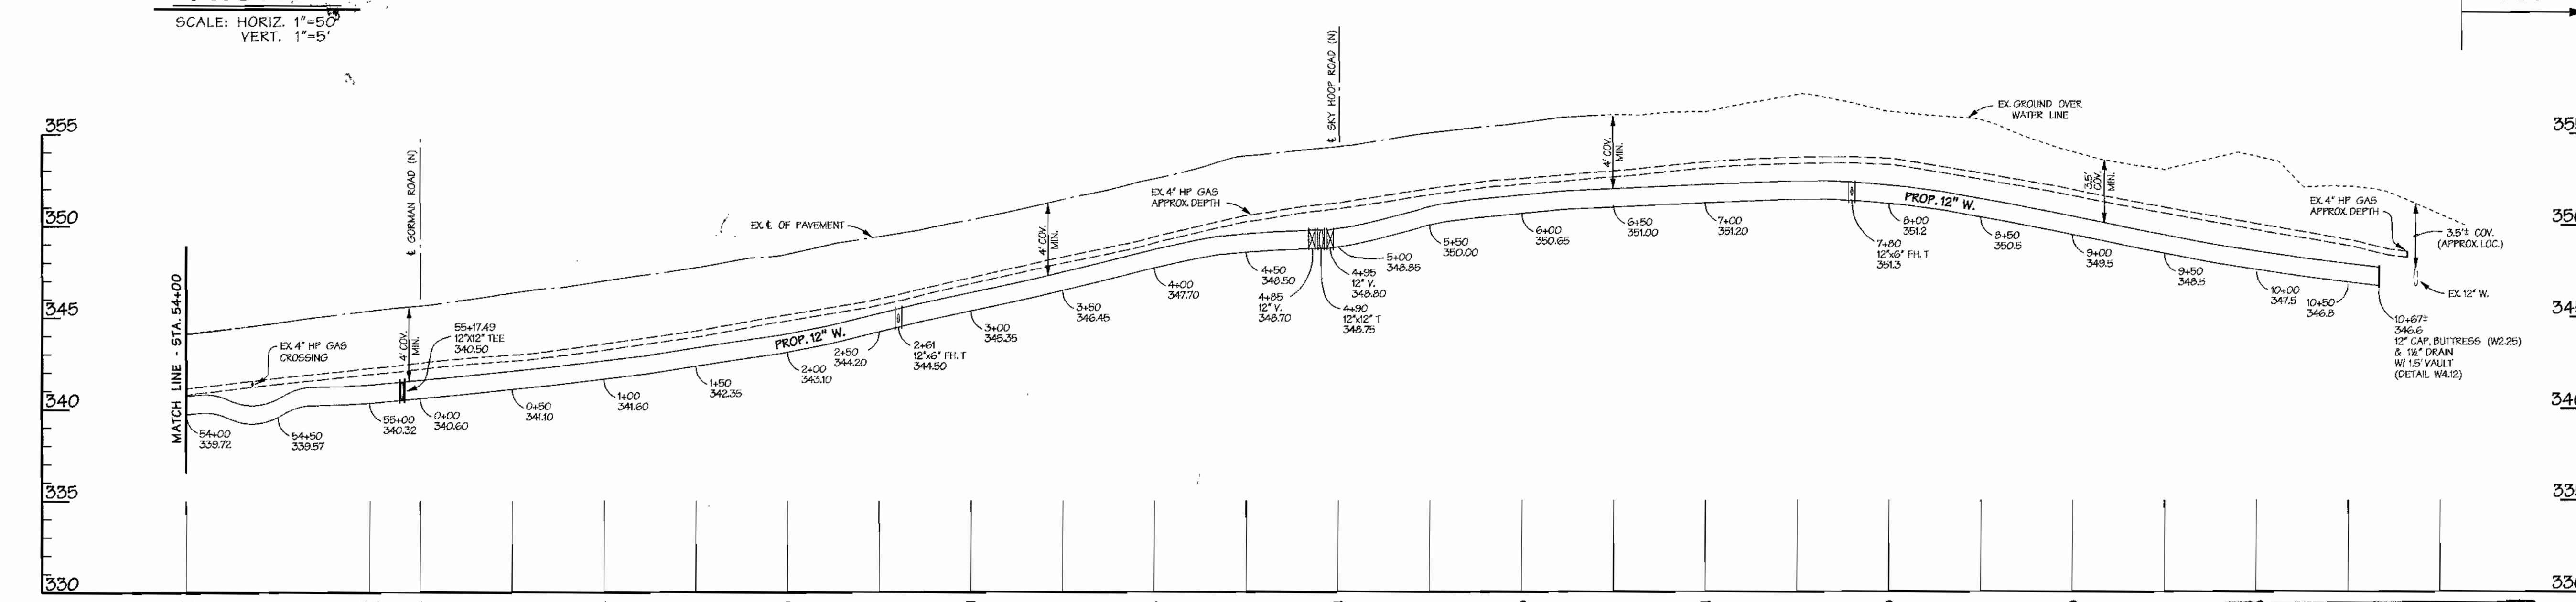 SCALE: HORIZ. 1"=50'
VERT. 1"=5'
355
350
345
340
335
330
MATCH LINE - STA. 54+00
54+00
339.72
EX. 4" HP GAS
CROSSING
54+50
339.57
55+00
340.32
℄ GORMAN ROAD (N)
4' COV.
MIN.
55+17.49
12"X12" TEE
340.50
0+00
340.60
0+50
341.10
1+00
341.60
1+50
342.35
EX. ℄ OF PAVEMENT
PROP. 12" W.
2+00
343.10
2+50
344.20
2+61
12"x6" FH. T
344.50
3+00
345.35
4' COV.
MIN.
3+50
346.45
EX. 4" HP GAS
APPROX. DEPTH
4+00
347.70
4+50
348.50
℄ SKY HOOP ROAD (N)
4+85
12" V.
348.70
4+90
12"x12" T
348.75
4+95
12" V.
348.80
5+00
348.85
5+50
350.00
6+00
350.65
4' COV.
MIN.
6+50
351.00
7+00
351.20
7+80
12"x6" FH. T
351.3
PROP. 12" W.
8+00
351.2
EX. GROUND OVER
WATER LINE
8+50
350.5
3.5'
COV.
MIN.
9+00
349.5
9+50
348.5
10+00
347.5
10+50
346.8
EX. 4" HP GAS
APPROX. DEPTH
3.5'± COV.
(APPROX. LOC.)
EX. 12" W.
10+67±
346.6
12" CAP, BUTTRESS (W2.25)
& 1½" DRAIN
W/ 1.5' VAULT
(DETAIL W4.12)
335